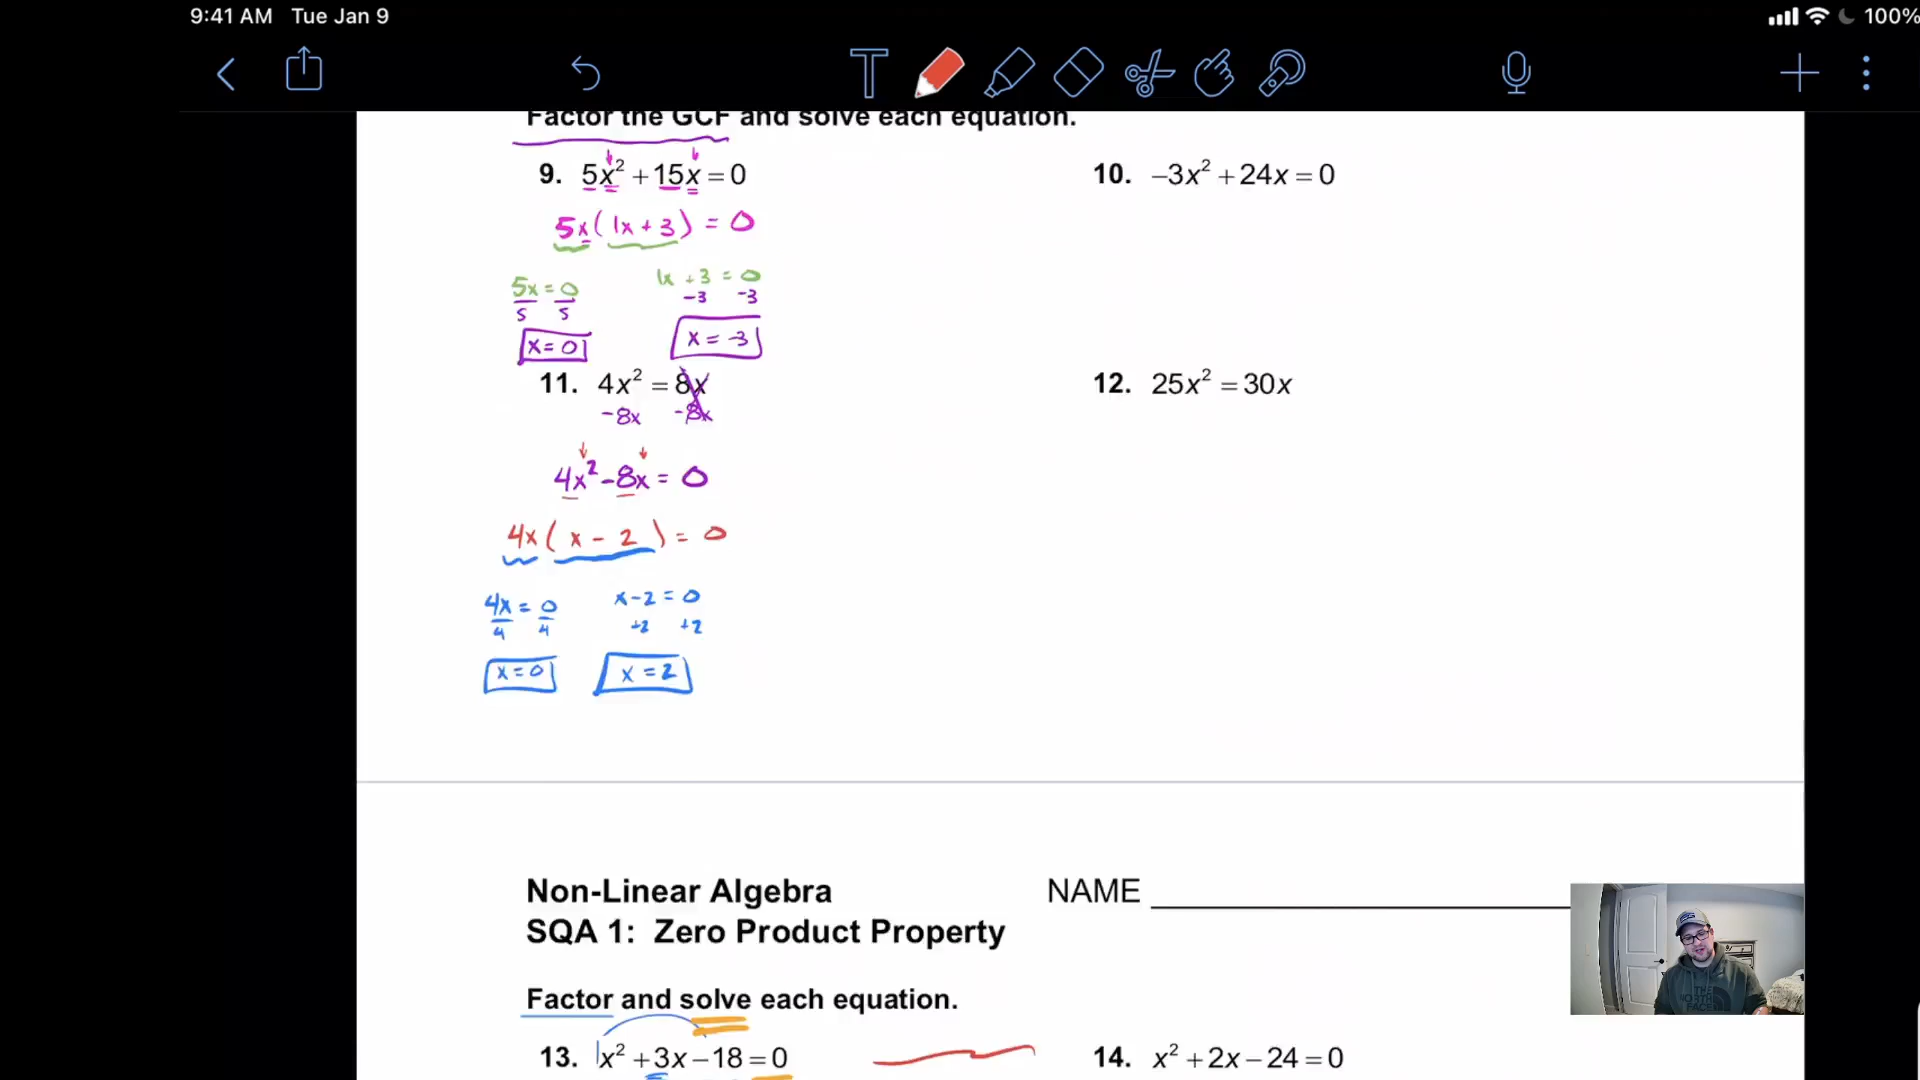 9:41 AM Tue Jan 9
100%
T
Factor the GCF and solve each equation.
9. 5x² + 15x = 0
5x(1x + 3) = 0
5x = 0
5 5
x = 0
1x + 3 = 0
-3 -3
x = -3
10. −3x² + 24x = 0
11. 4x² = 8x
-8x -8x
4x² - 8x = 0
4x(x - 2) = 0
4x = 0
4 4
x = 0
x - 2 = 0
+2 +2
x = 2
12. 25x² = 30x
Non-Linear Algebra
SQA 1: Zero Product Property
NAME
Factor and solve each equation.
13. 1x² + 3x − 18 = 0
14. x² + 2x − 24 = 0
THE
NORTH
FACE